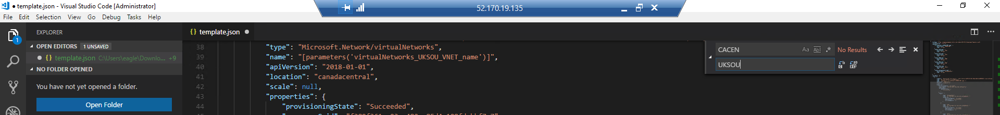 template.json - Visual Studio Code [Administrator]
52.170.19.135
File Edit Selection View Go Debug Tasks Help
EXPLORER
template.json
OPEN EDITORS 1 UNSAVED
template.json C:\Users\eagle\Downlo... +9
NO FOLDER OPENED
You have not yet opened a folder.
Open Folder
1
38 "type": "Microsoft.Network/virtualNetworks",
39 "name": "[parameters('virtualNetworks_UKSOU_VNET_name')]",
40 "apiVersion": "2018-01-01",
41 "location": "canadacentral",
42 "scale": null,
43 "properties": {
44 "provisioningState": "Succeeded",
CACEN Aa Abl .* No Results
UKSOU